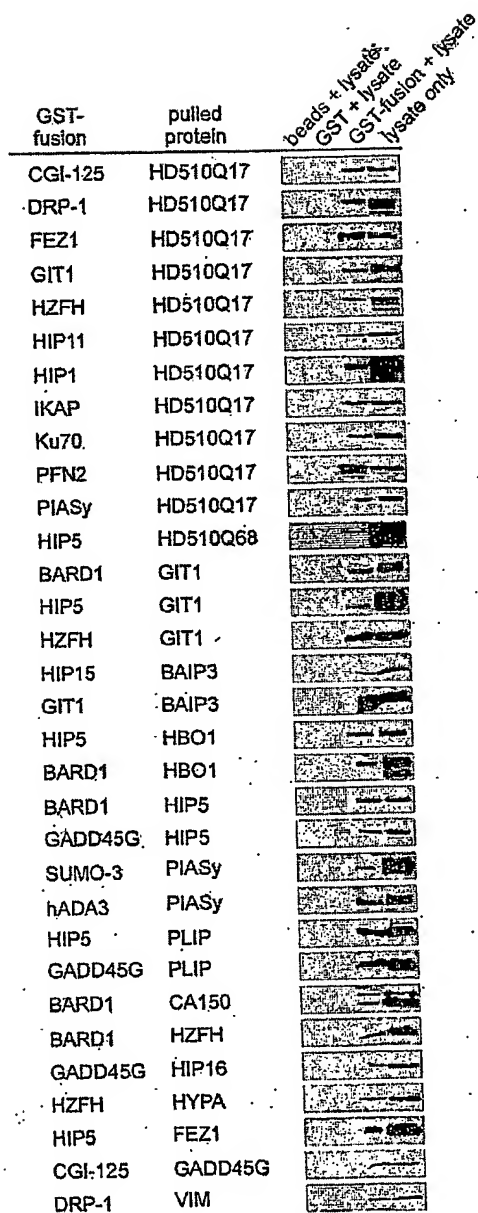 beads + lysate
GST + lysate
GST-fusion + lysate
lysate only
GST-fusion pulled protein
CGI-125 HD510Q17
DRP-1 HD510Q17
FEZ1 HD510Q17
GIT1 HD510Q17
HZFH HD510Q17
HIP11 HD510Q17
HIP1 HD510Q17
IKAP HD510Q17
Ku70 HD510Q17
PFN2 HD510Q17
PIASy HD510Q17
HIP5 HD510Q68
BARD1 GIT1
HIP5 GIT1
HZFH GIT1
HIP15 BAIP3
GIT1 BAIP3
HIP5 HBO1
BARD1 HBO1
BARD1 HIP5
GADD45G HIP5
SUMO-3 PIASy
hADA3 PIASy
HIP5 PLIP
GADD45G PLIP
BARD1 CA150
BARD1 HZFH
GADD45G HIP16
HZFH HYPA
HIP5 FEZ1
CGI-125 GADD45G
DRP-1 VIM